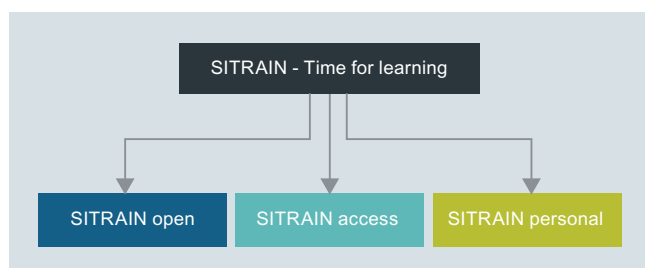 SITRAIN - Time for learning
SITRAIN open
SITRAIN access
SITRAIN personal